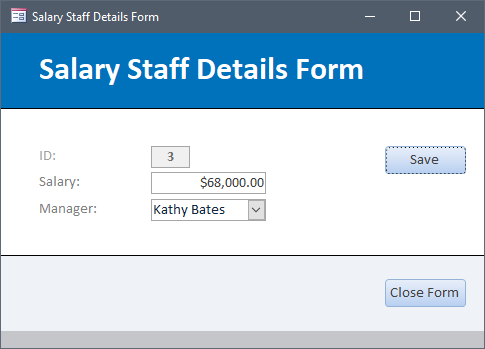 Salary Staff Details Form
Salary Staff Details Form
ID: 3
Save
Salary: $68,000.00
Manager: Kathy Bates
Close Form